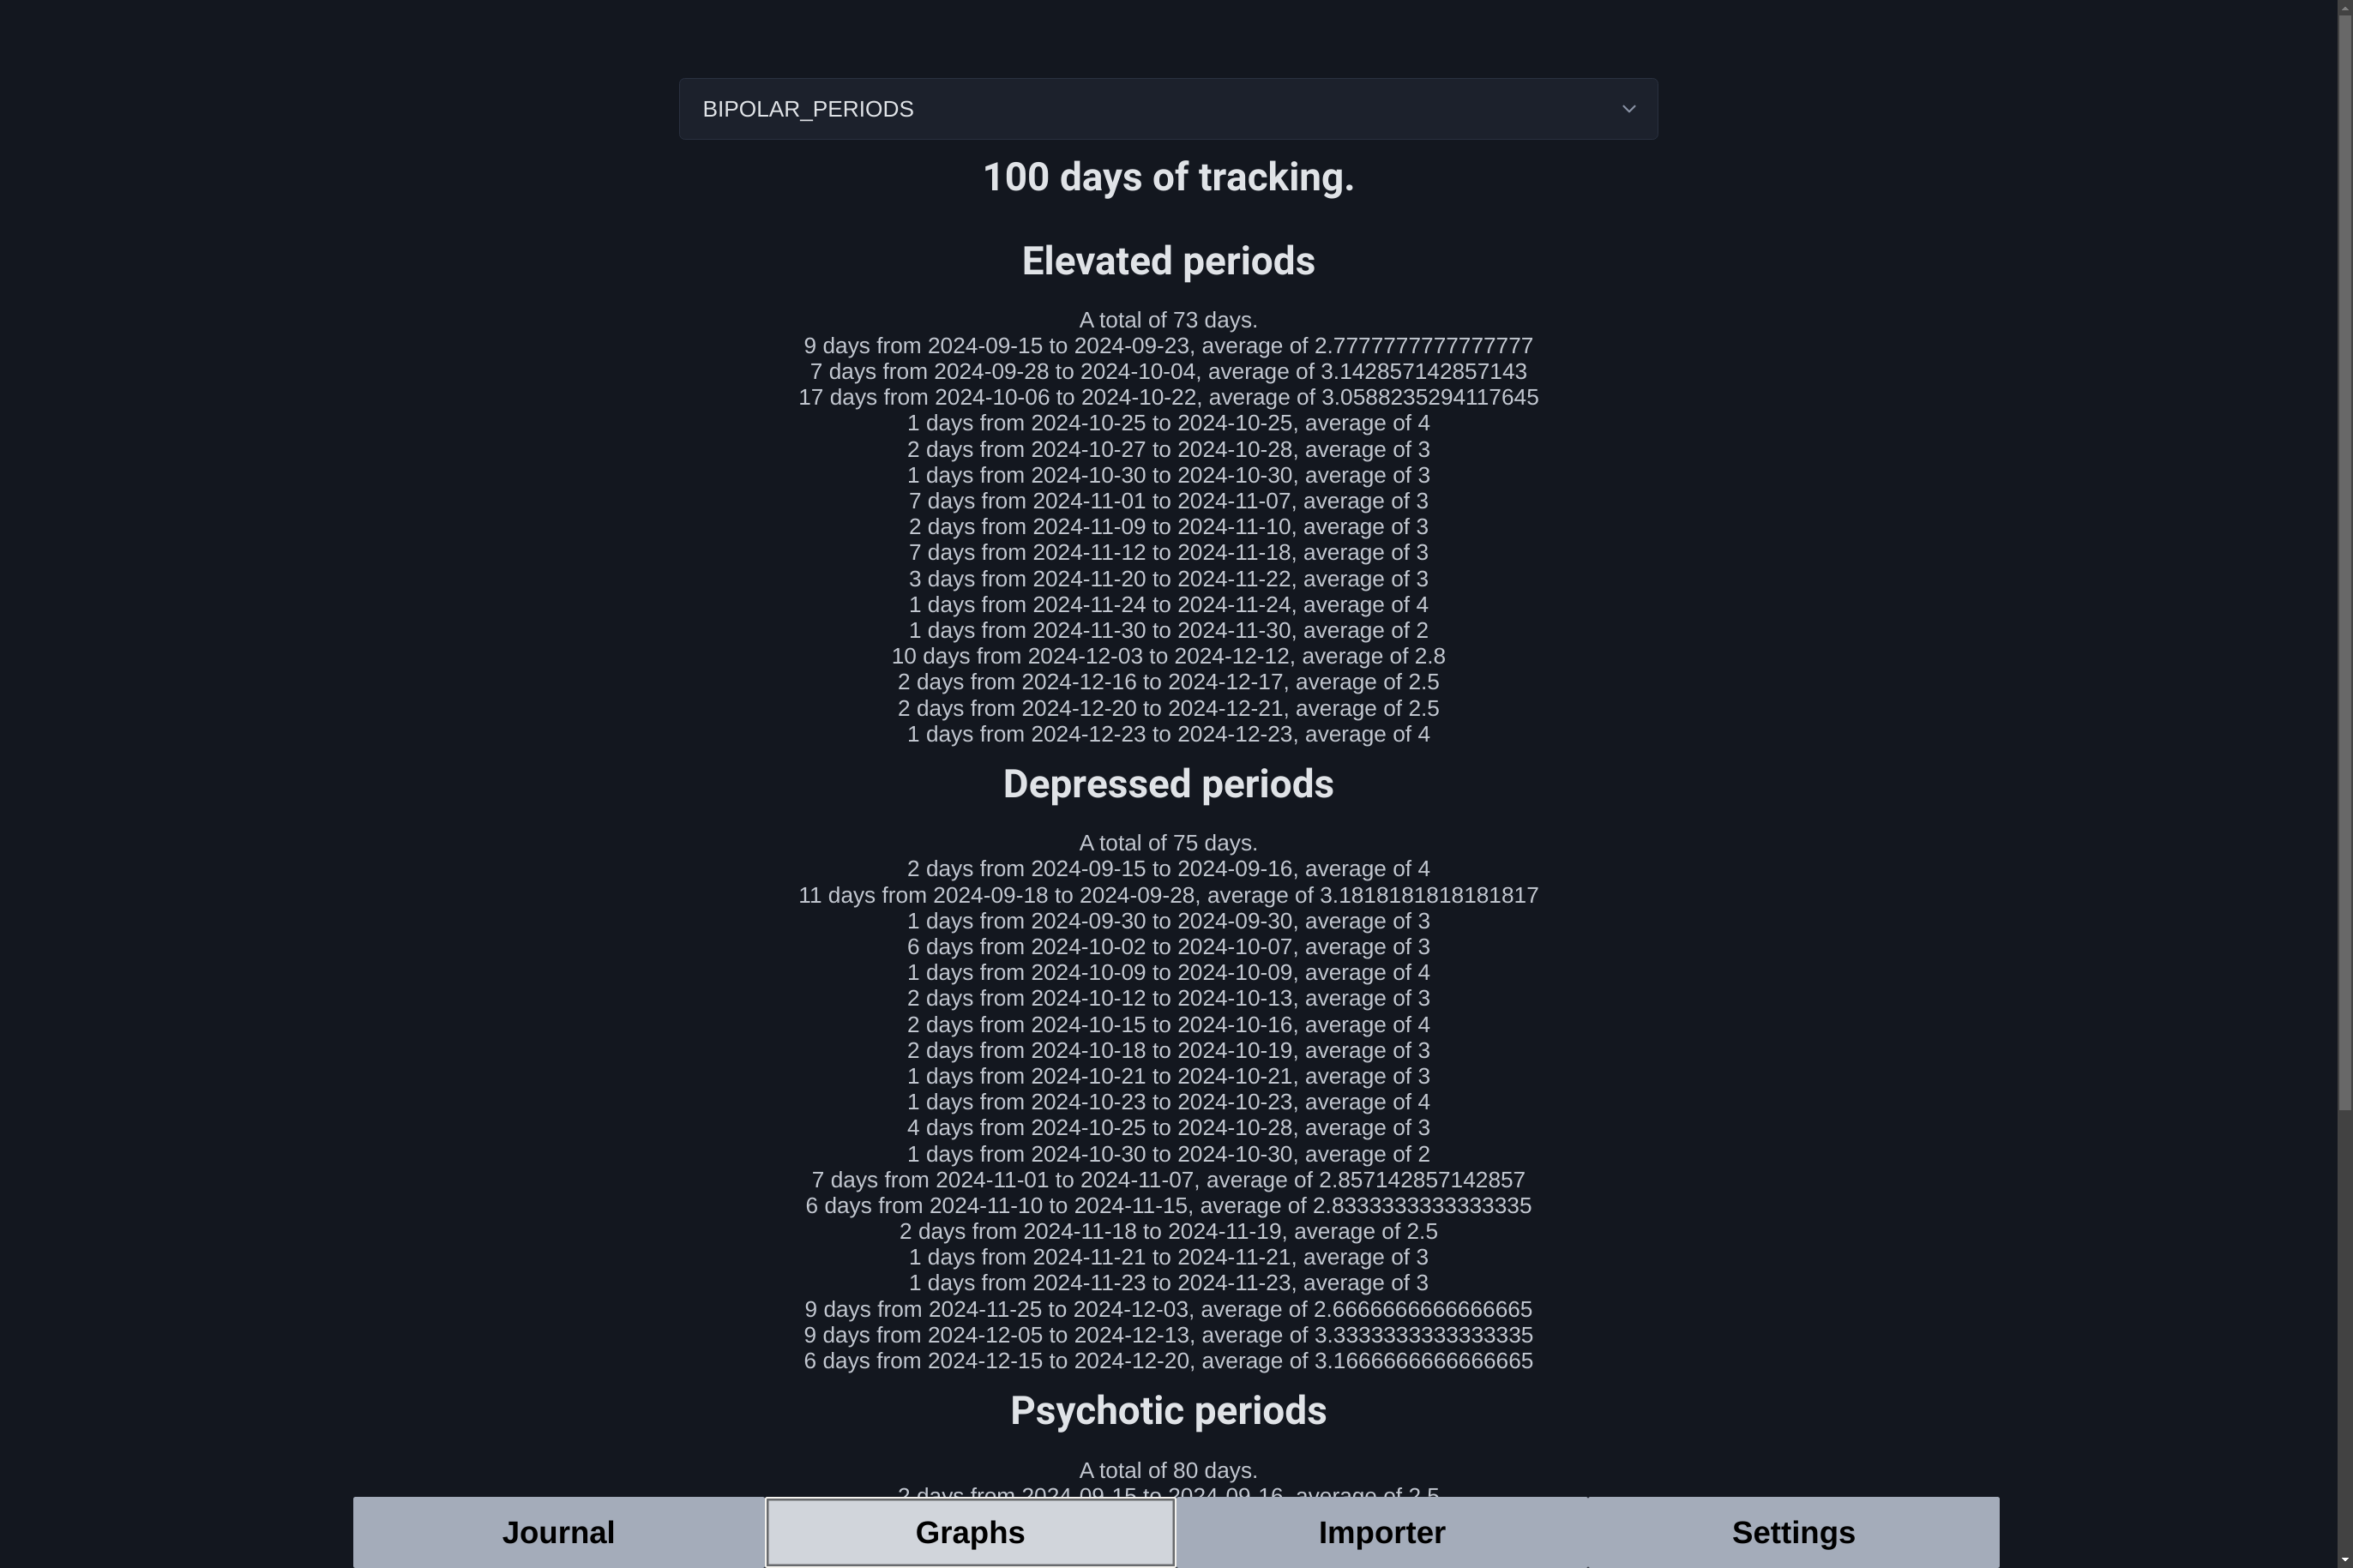 BIPOLAR_PERIODS
100 days of tracking.
Elevated periods
A total of 73 days.
9 days from 2024-09-15 to 2024-09-23, average of 2.7777777777777777
7 days from 2024-09-28 to 2024-10-04, average of 3.142857142857143
17 days from 2024-10-06 to 2024-10-22, average of 3.0588235294117645
1 days from 2024-10-25 to 2024-10-25, average of 4
2 days from 2024-10-27 to 2024-10-28, average of 3
1 days from 2024-10-30 to 2024-10-30, average of 3
7 days from 2024-11-01 to 2024-11-07, average of 3
2 days from 2024-11-09 to 2024-11-10, average of 3
7 days from 2024-11-12 to 2024-11-18, average of 3
3 days from 2024-11-20 to 2024-11-22, average of 3
1 days from 2024-11-24 to 2024-11-24, average of 4
1 days from 2024-11-30 to 2024-11-30, average of 2
10 days from 2024-12-03 to 2024-12-12, average of 2.8
2 days from 2024-12-16 to 2024-12-17, average of 2.5
2 days from 2024-12-20 to 2024-12-21, average of 2.5
1 days from 2024-12-23 to 2024-12-23, average of 4
Depressed periods
A total of 75 days.
2 days from 2024-09-15 to 2024-09-16, average of 4
11 days from 2024-09-18 to 2024-09-28, average of 3.1818181818181817
1 days from 2024-09-30 to 2024-09-30, average of 3
6 days from 2024-10-02 to 2024-10-07, average of 3
1 days from 2024-10-09 to 2024-10-09, average of 4
2 days from 2024-10-12 to 2024-10-13, average of 3
2 days from 2024-10-15 to 2024-10-16, average of 4
2 days from 2024-10-18 to 2024-10-19, average of 3
1 days from 2024-10-21 to 2024-10-21, average of 3
1 days from 2024-10-23 to 2024-10-23, average of 4
4 days from 2024-10-25 to 2024-10-28, average of 3
1 days from 2024-10-30 to 2024-10-30, average of 2
7 days from 2024-11-01 to 2024-11-07, average of 2.857142857142857
6 days from 2024-11-10 to 2024-11-15, average of 2.8333333333333335
2 days from 2024-11-18 to 2024-11-19, average of 2.5
1 days from 2024-11-21 to 2024-11-21, average of 3
1 days from 2024-11-23 to 2024-11-23, average of 3
9 days from 2024-11-25 to 2024-12-03, average of 2.6666666666666665
9 days from 2024-12-05 to 2024-12-13, average of 3.3333333333333335
6 days from 2024-12-15 to 2024-12-20, average of 3.1666666666666665
Psychotic periods
A total of 80 days.
2 days from 2024-09-15 to 2024-09-16, average of 2.5
Journal
Graphs
Importer
Settings